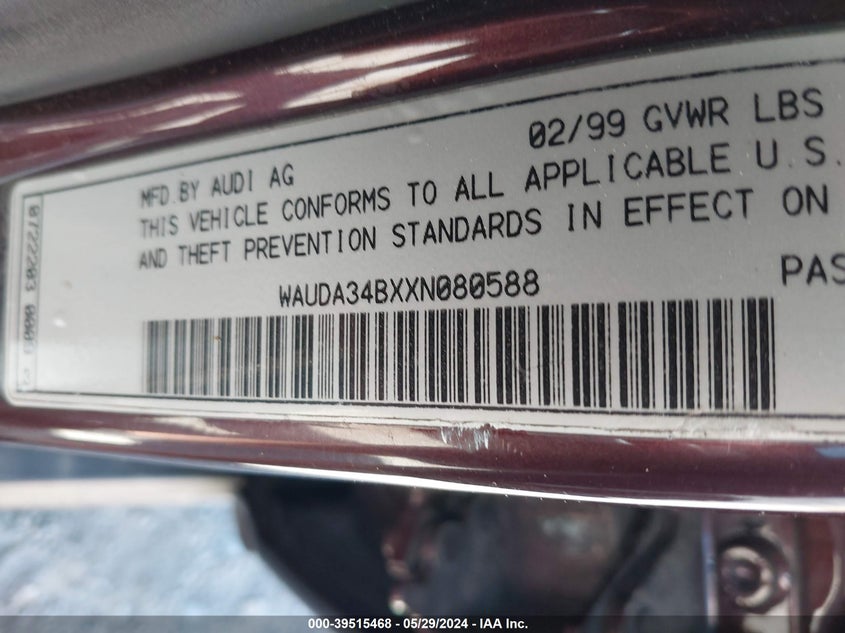 02/99 GVWR LBS
MFD.BY AUDI AG
THIS VEHICLE CONFORMS TO ALL APPLICABLE U.S.
AND THEFT PREVENTION STANDARDS IN EFFECT ON
WAUDA34BXXN080588
PAS
000-39515468 - 05/29/2024 - IAA Inc.